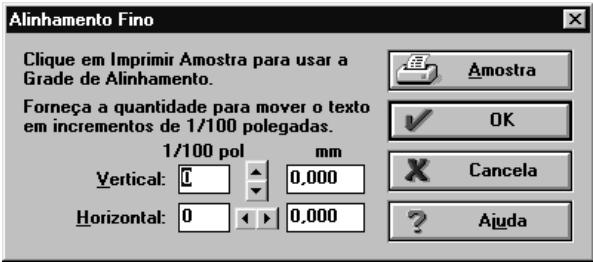 Alinhamento Fino
Clique em Imprimir Amostra para usar a
Grade de Alinhamento.
Forneça a quantidade para mover o texto
em incrementos de 1/100 polegadas.
1/100 pol mm
Vertical: 0 0,000
Horizontal: 0 0,000
Amostra
OK
Cancela
Ajuda